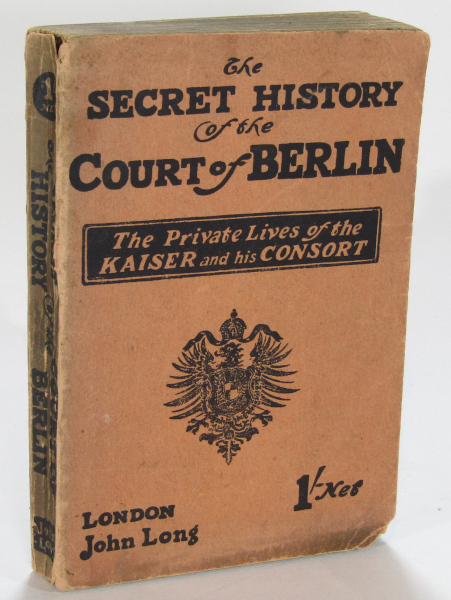 The
SECRET HISTORY
of the
COURT of BERLIN
The Private Lives of the
KAISER and his CONSORT
1/- Net
LONDON
John Long
HISTORY
BERLIN